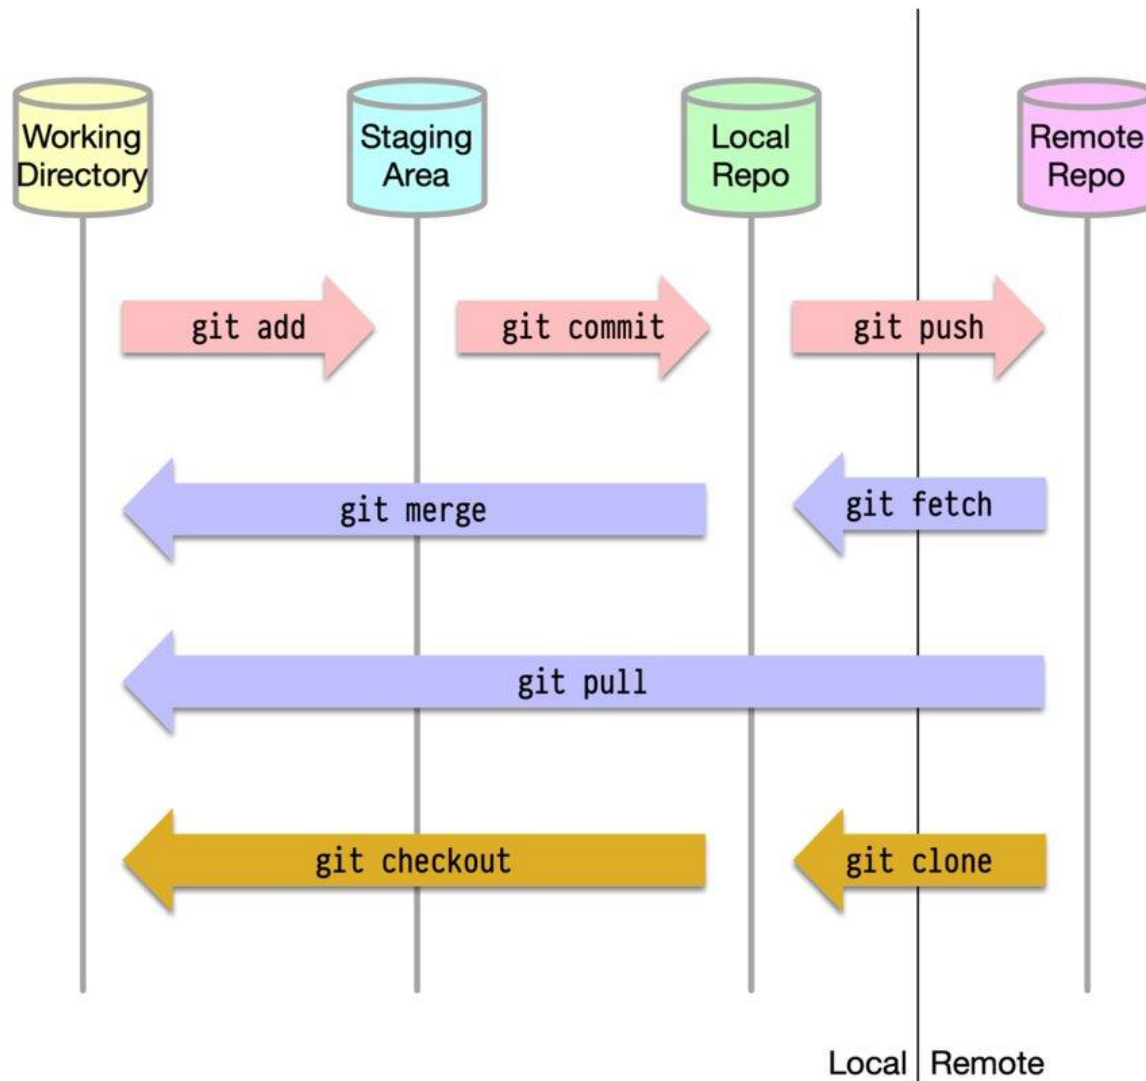 Working
Directory
Staging
Area
Local
Repo
Remote
Repo
git add
git commit
git push
git merge
git fetch
git pull
git checkout
git clone
Local
Remote